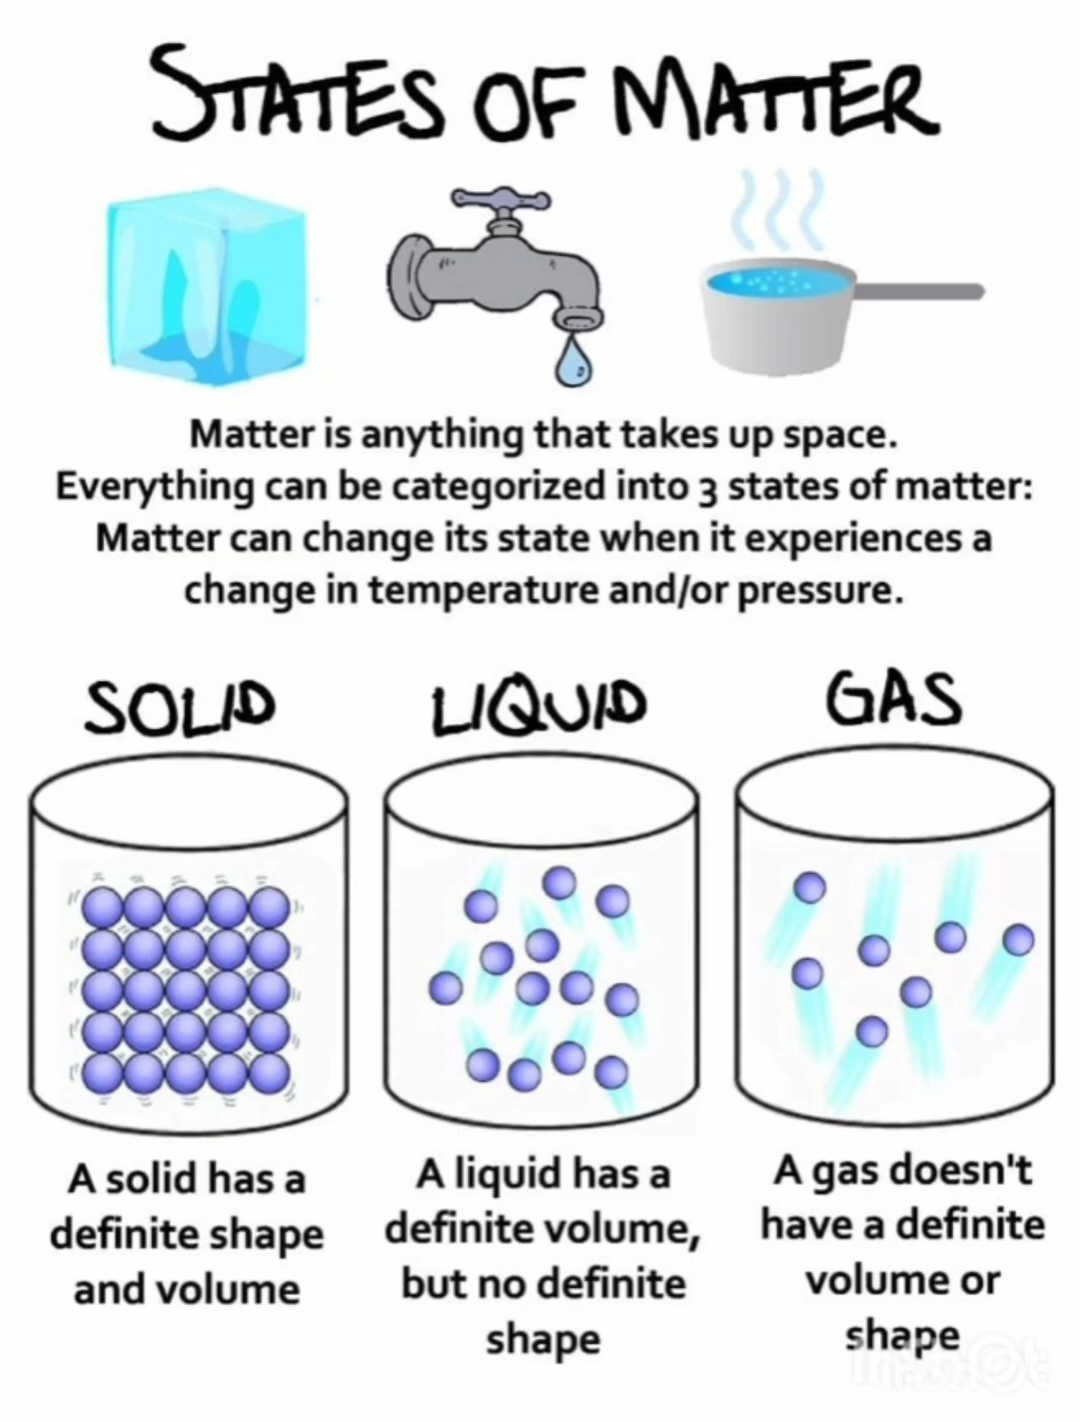 STATES OF MATTER
Matter is anything that takes up space.
Everything can be categorized into 3 states of matter:
Matter can change its state when it experiences a
change in temperature and/or pressure.
SOLID
LIQUID
GAS
A solid has a
definite shape
and volume
A liquid has a
definite volume,
but no definite
shape
A gas doesn't
have a definite
volume or
shape